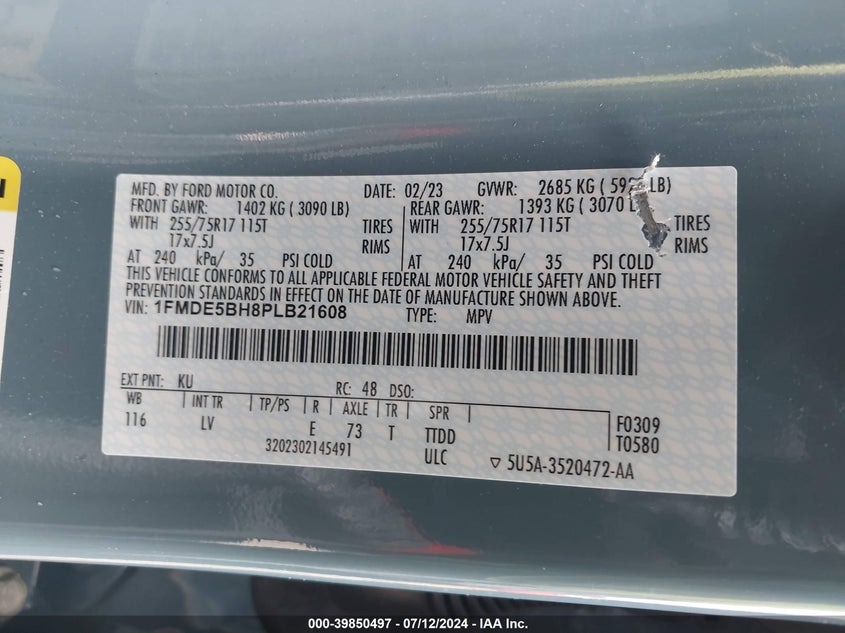 MFD. BY FORD MOTOR CO. DATE: 02/23 GVWR: 2685 KG ( LB)
FRONT GAWR: 1402 KG ( 3090 LB) REAR GAWR: 1393 KG ( 3070
WITH 255/75R17 115T TIRES WITH 255/75R17 115T TIRES
17x7.5J RIMS 17x7.5J RIMS
AT 240 kPa/ 35 PSI COLD AT 240 kPa/ 35 PSI COLD
THIS VEHICLE CONFORMS TO ALL APPLICABLE FEDERAL MOTOR VEHICLE SAFETY AND THEFT
PREVENTION STANDARDS IN EFFECT ON THE DATE OF MANUFACTURE SHOWN ABOVE.
VIN: 1FMDE5BH8PLB21608 TYPE: MPV
EXT PNT: KU RC: 48 DSO:
WB INT TR TP/PS R AXLE TR SPR F0309
116 LV E 73 T TTDD T0580
3202302145491 ULC ▽ 5U5A-3520472-AA
000-39850497 - 07/12/2024 - IAA Inc.